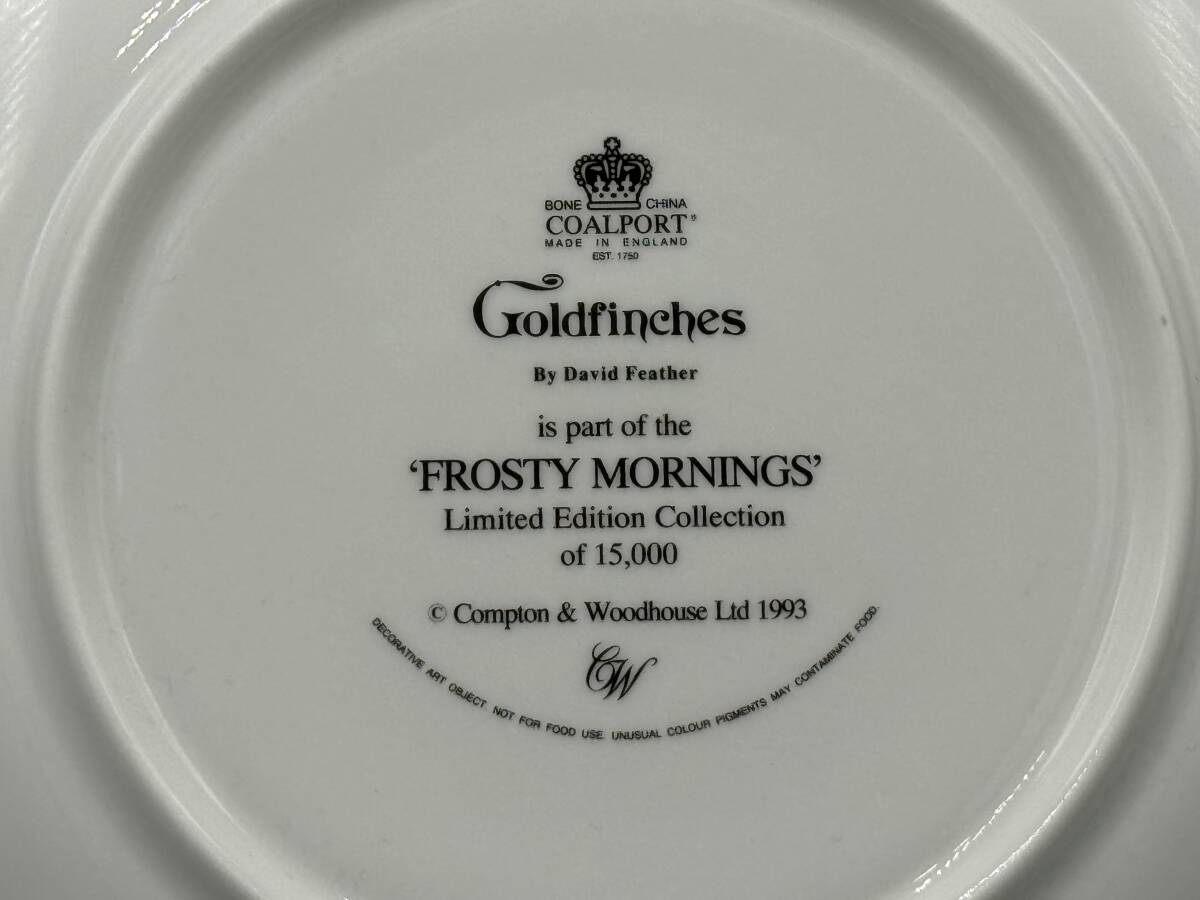 BONE CHINA
COALPORT®
MADE IN ENGLAND
EST. 1750
Goldfinches
By David Feather
is part of the
‘FROSTY MORNINGS’
Limited Edition Collection
of 15,000
© Compton & Woodhouse Ltd 1993
CW
DECORATIVE ART OBJECT. NOT FOR FOOD USE. UNUSUAL COLOUR PIGMENTS MAY CONTAMINATE FOOD.